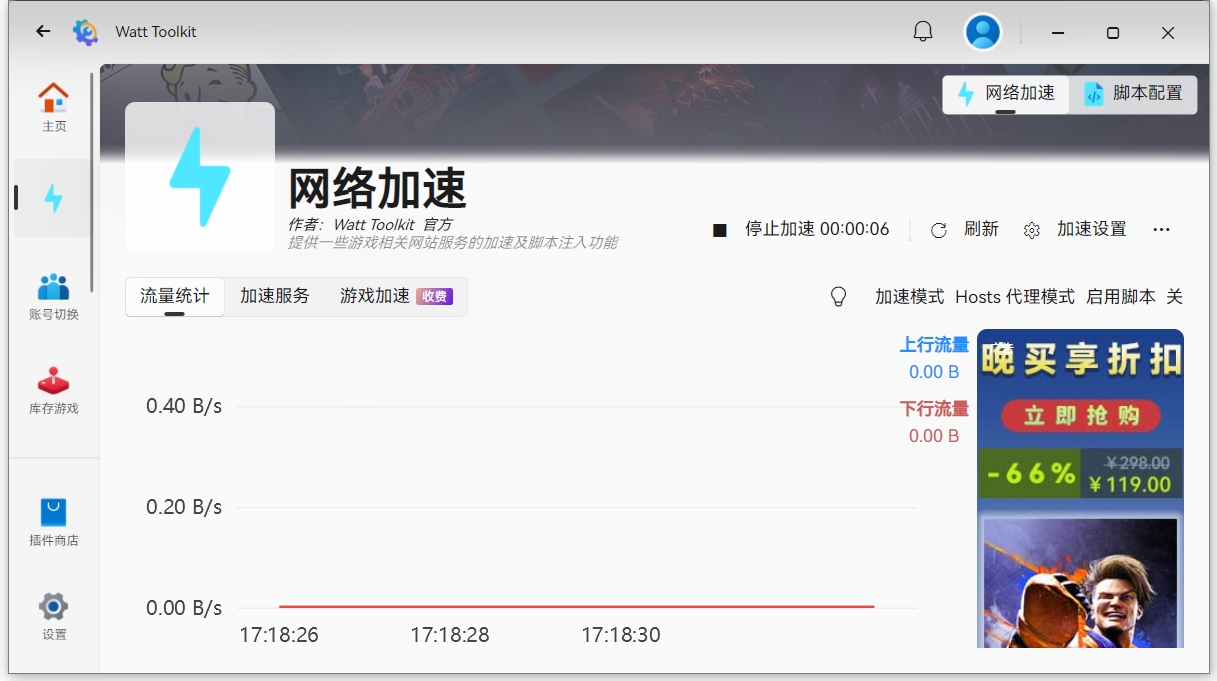 Watt Toolkit
网络加速 脚本配置
主页
网络加速
作者：Watt Toolkit 官方
提供一些游戏相关网站服务的加速及脚本注入功能
停止加速 00:00:06 刷新 加速设置 ...
账号切换
库存游戏
插件商店
设置
流量统计 加速服务 游戏加速 收费
加速模式 Hosts 代理模式 启用脚本 关
上行流量
0.00 B
下行流量
0.00 B
0.40 B/s
0.20 B/s
0.00 B/s
17:18:26 17:18:28 17:18:30
晚买享折扣
立即抢购
-66%
¥298.00
¥119.00